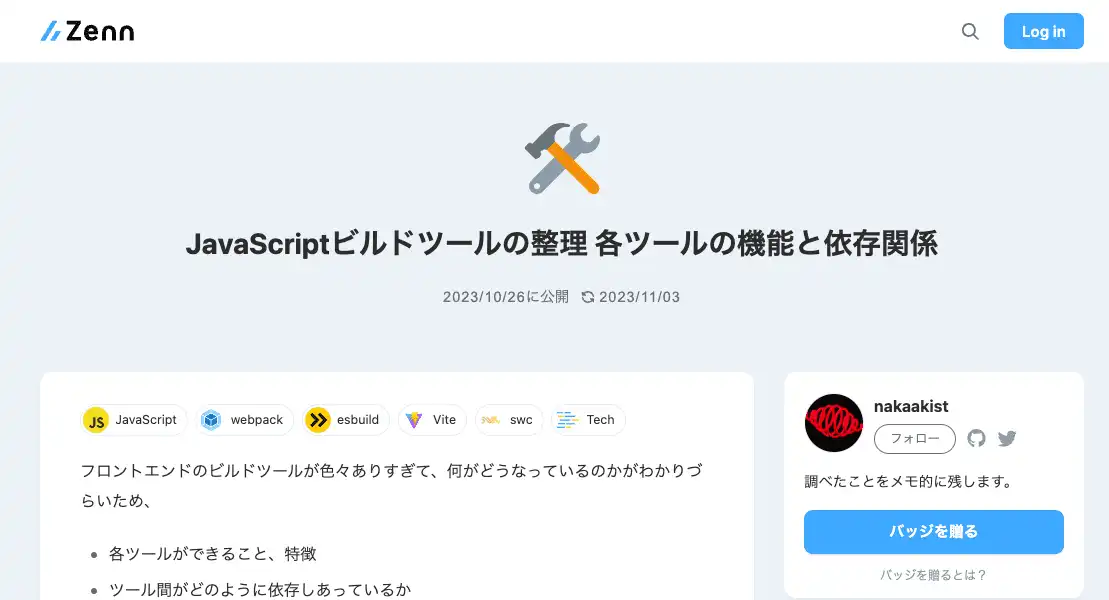 Zenn
Log in
JavaScriptビルドツールの整理 各ツールの機能と依存関係
2023/10/26に公開 2023/11/03
JS JavaScript webpack esbuild Vite swc Tech
フロントエンドのビルドツールが色々ありすぎて、何がどうなっているのかがわかりづ
らいため、
各ツールができること、特徴
ツール間がどのように依存しあっているか
nakaakist
フォロー
調べたことをメモ的に残します。
バッジを贈る
バッジを贈るとは？